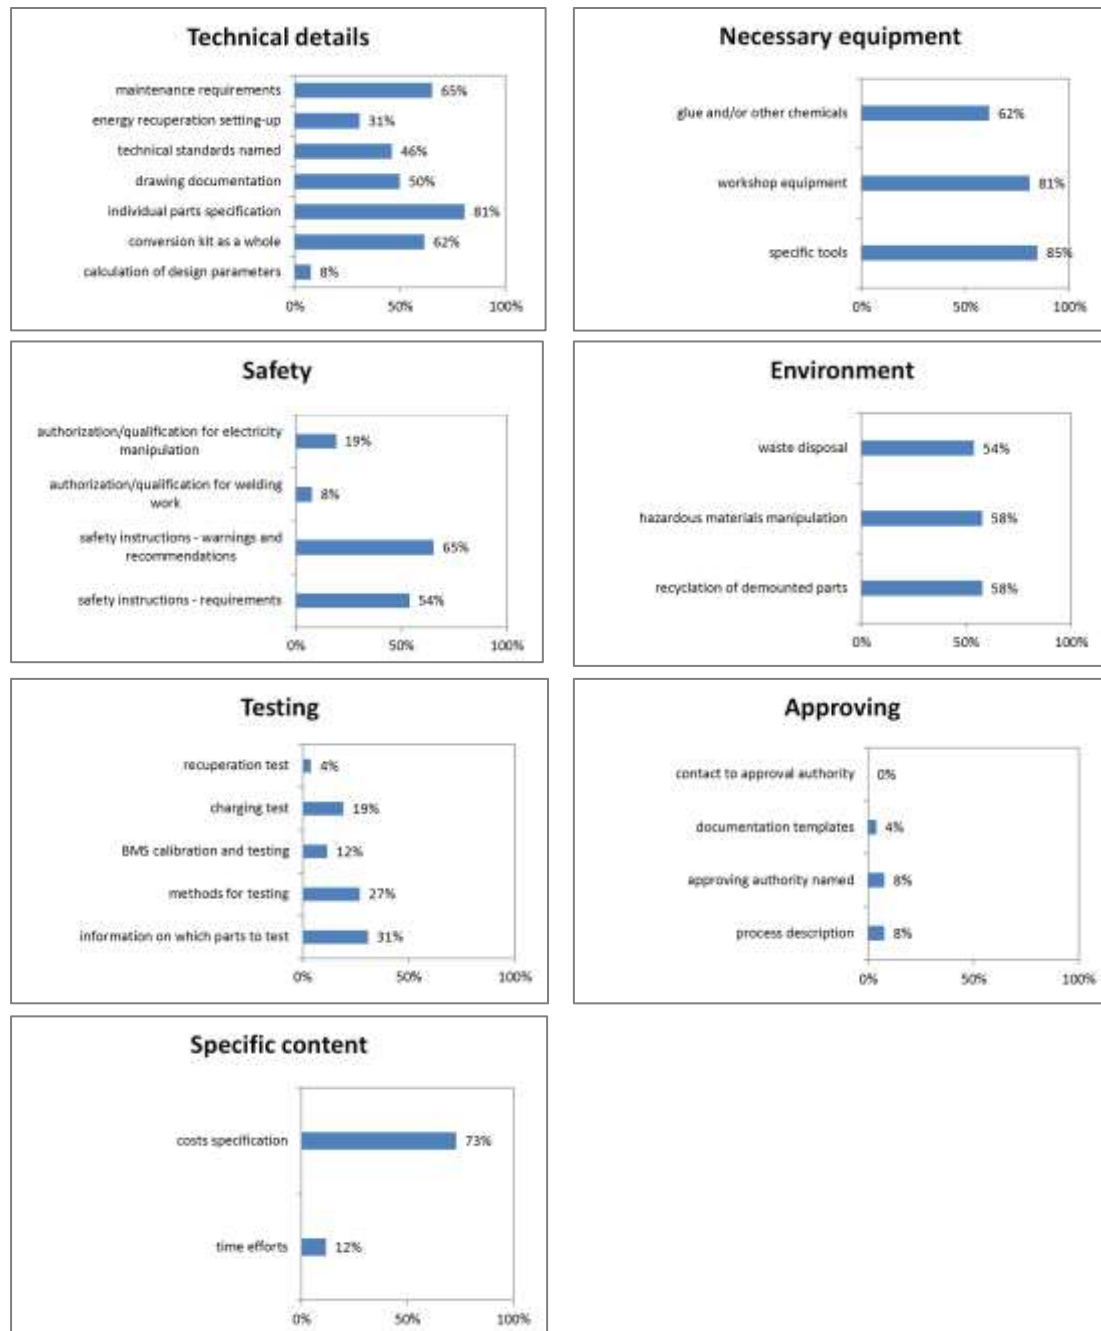 Technical details
maintenance requirements 65%
energy recuperation setting-up 31%
technical standards named 46%
drawing documentation 50%
individual parts specification 81%
conversion kit as a whole 62%
calculation of design parameters 8%
0% 50% 100%
Necessary equipment
glue and/or other chemicals 62%
workshop equipment 81%
specific tools 85%
0% 50% 100%
Safety
authorization/qualification for electricity
manipulation 19%
authorization/qualification for welding
work 8%
safety instructions - warnings and
recommendations 65%
safety instructions - requirements 54%
0% 50% 100%
Environment
waste disposal 54%
hazardous materials manipulation 58%
recyclation of demounted parts 58%
0% 50% 100%
Testing
recuperation test 4%
charging test 19%
BMS calibration and testing 12%
methods for testing 27%
information on which parts to test 31%
0% 50% 100%
Approving
contact to approval authority 0%
documentation templates 4%
approving authority named 8%
process description 8%
0% 50% 100%
Specific content
costs specification 73%
time efforts 12%
0% 50% 100%